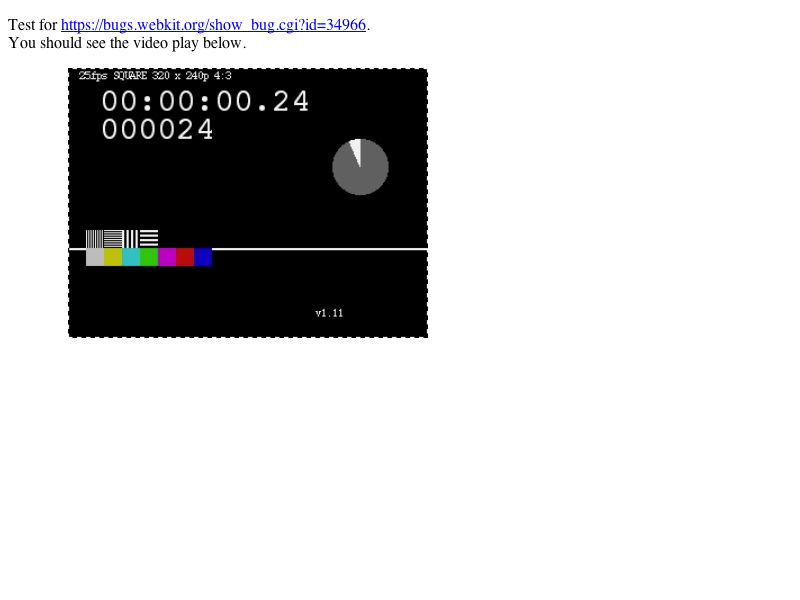 Test for https://bugs.webkit.org/show_bug.cgi?id=34966.
You should see the video play below.
25fps SQUARE 320 x 240p 4:3
00:00:00.24
000024
v1.11